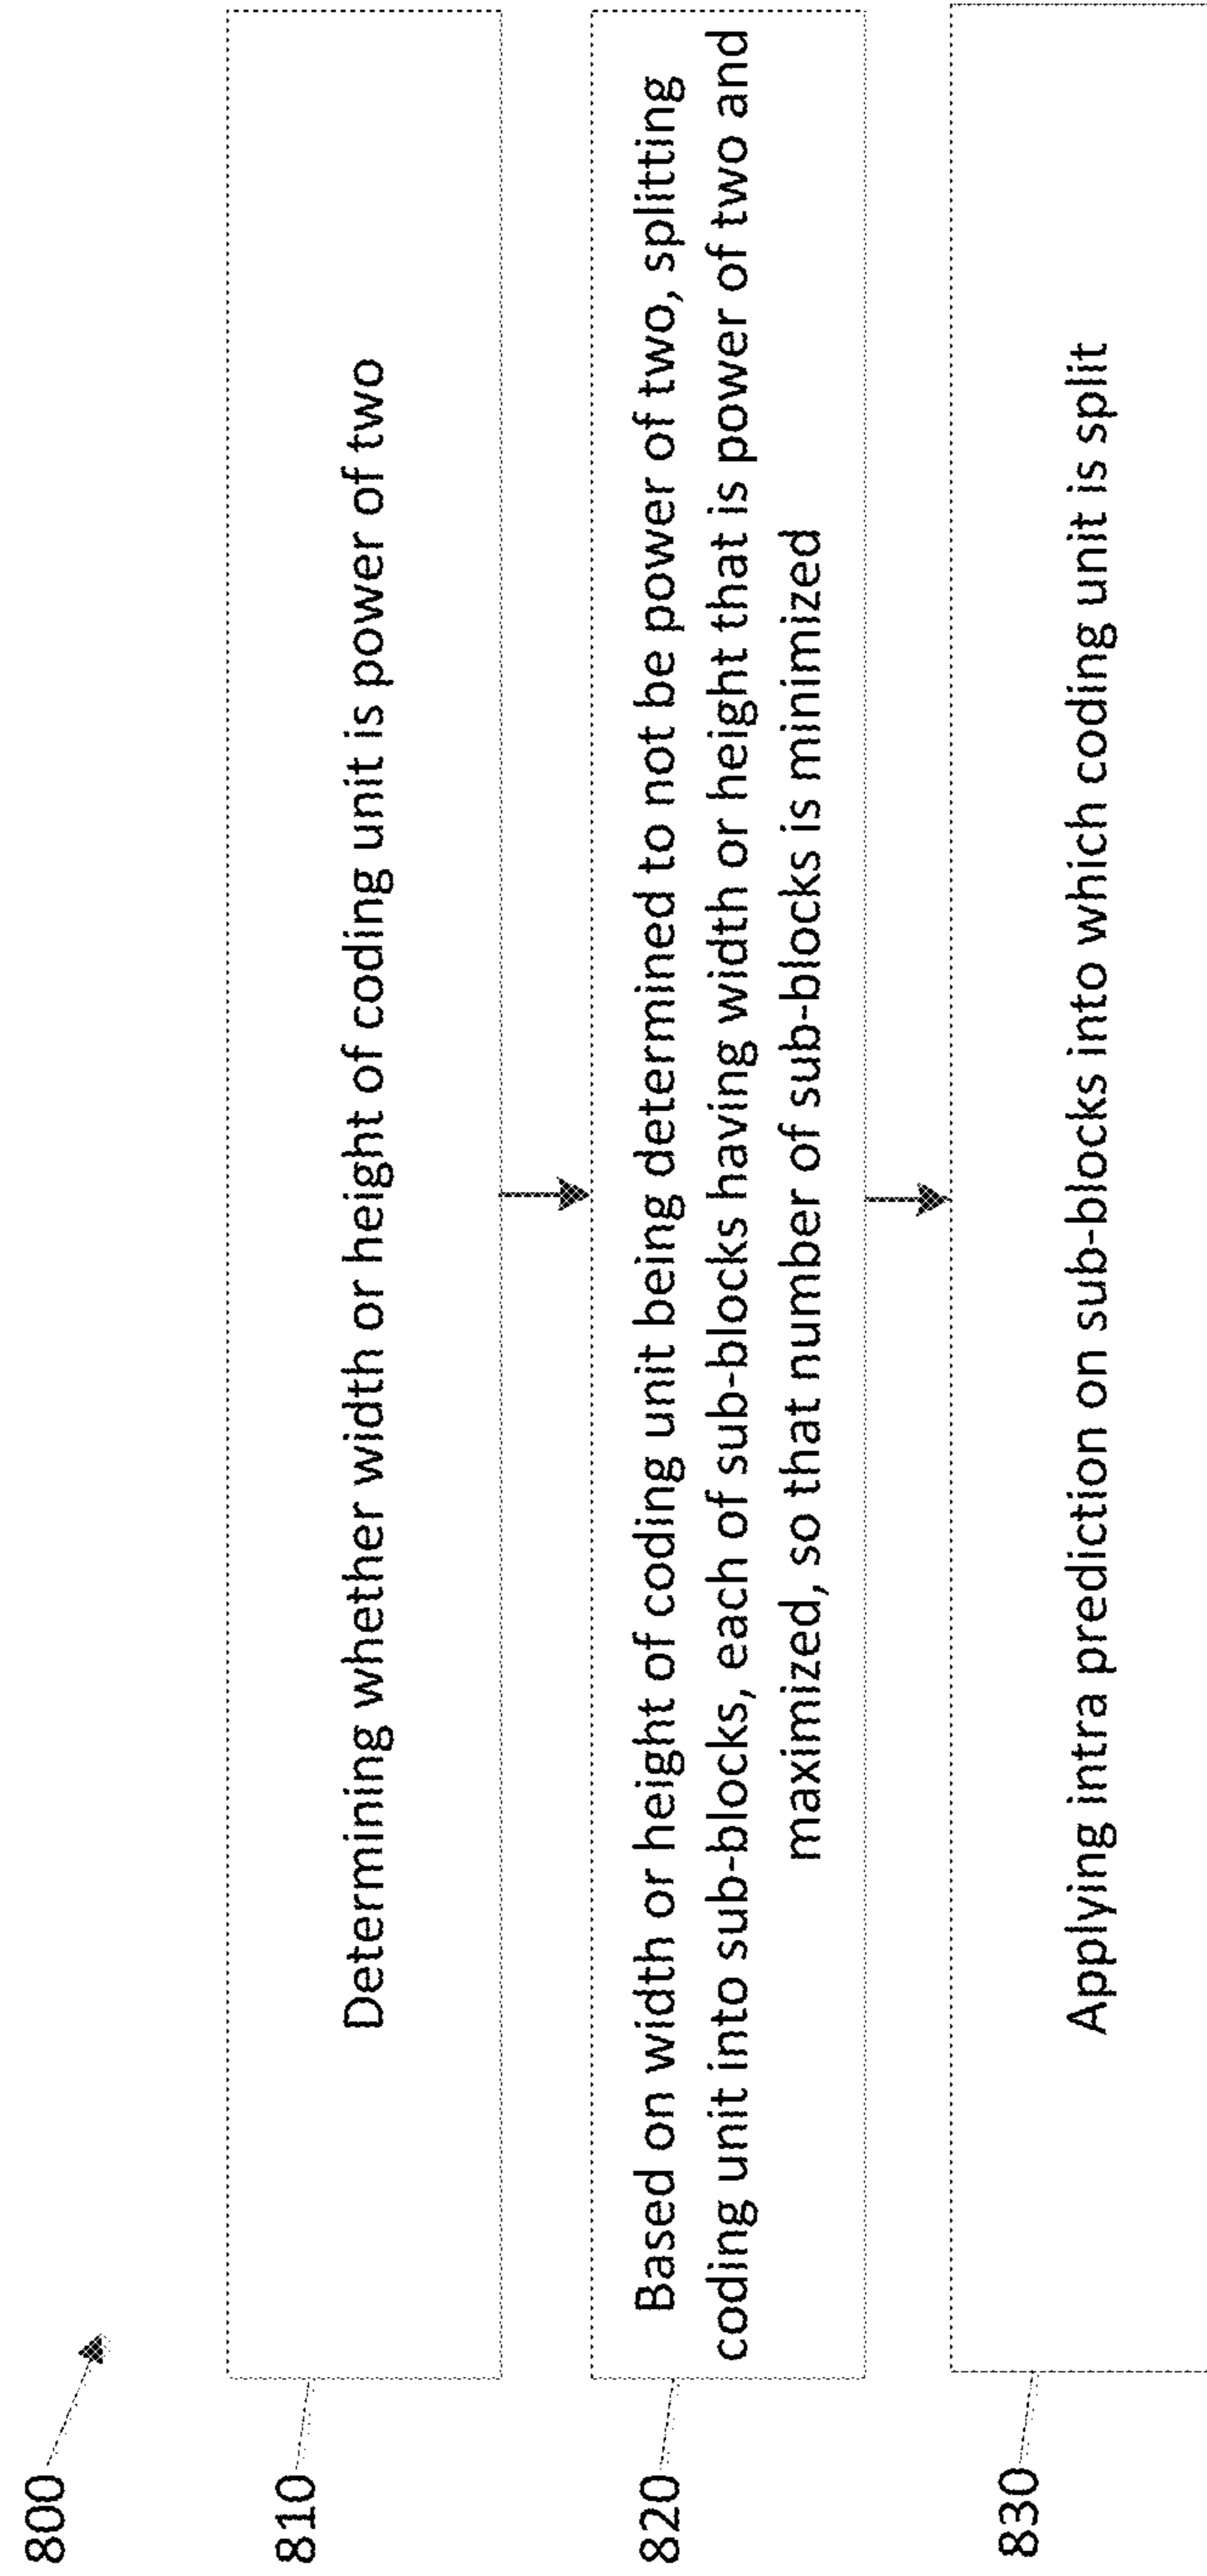 800
810
Determining whether width or height of coding unit is power of two
820
Based on width or height of coding unit being determined to not be power of two, splitting
coding unit into sub-blocks, each of sub-blocks having width or height that is power of two and
maximized, so that number of sub-blocks is minimized
830
Applying intra prediction on sub-blocks into which coding unit is split